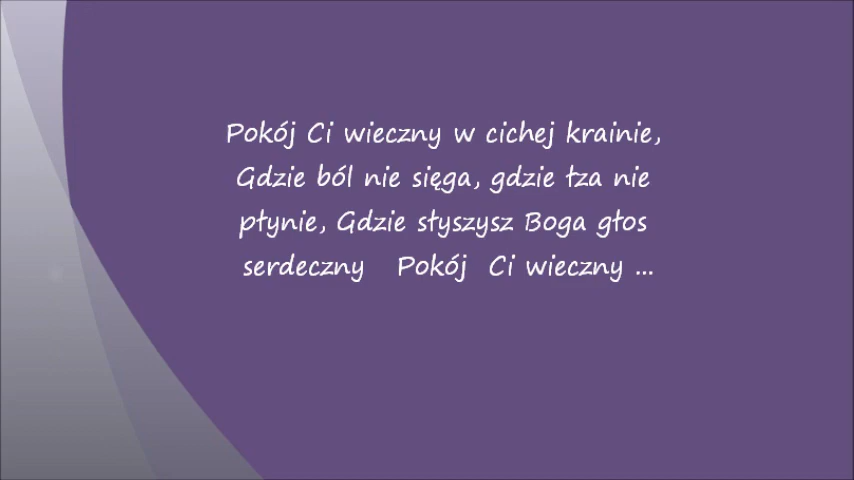 Pokój Ci wieczny w cichej krainie,
Gdzie ból nie sięga, gdzie łza nie
płynie, Gdzie słyszysz Boga głos
serdeczny Pokój Ci wieczny ...